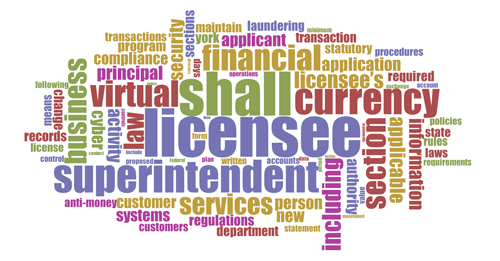 transactions
maintain
laundering
minimum
program
security
sections
york
applicant
transaction
statutory
compliance
days
financial
application
procedures
principal
operations
licensee's
required
following
business
virtual
shall
currency
exchange
account
means
change
cyber
activity
law
licensee
section
applicable
information
policies
state
rules
records
license
include
form
laws
requirements
control
conduct
proposed
federal
plan
written
accounts
data
authority
value
superintendent
including
anti-money
customer
services
person
new
systems
customers
regulations
department
statement